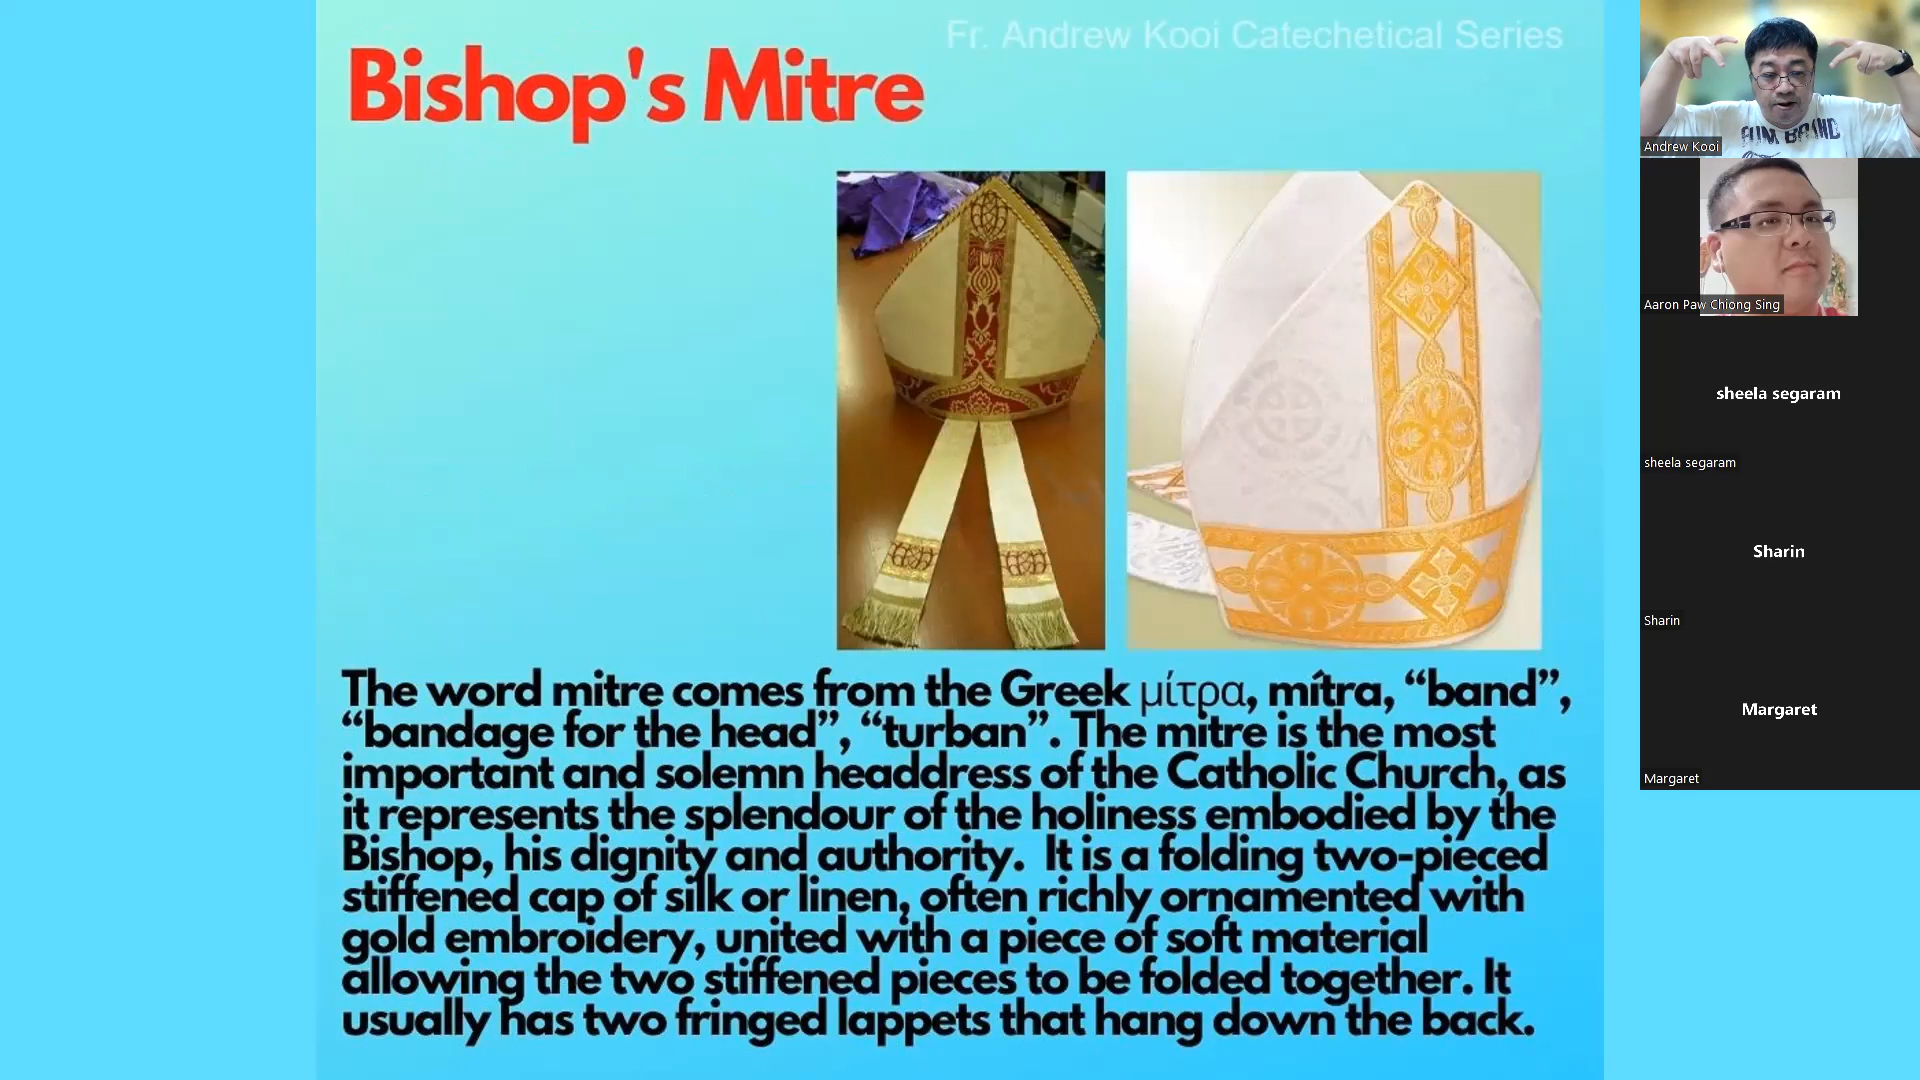 Fr. Andrew Kooi Catechetical Series
Bishop's Mitre
The word mitre comes from the Greek μίτρα, mítra, “band”,
“bandage for the head”, “turban”. The mitre is the most
important and solemn headdress of the Catholic Church, as
it represents the splendour of the holiness embodied by the
Bishop, his dignity and authority.  It is a folding two-pieced
stiffened cap of silk or linen, often richly ornamented with
gold embroidery, united with a piece of soft material
allowing the two stiffened pieces to be folded together. It
usually has two fringed lappets that hang down the back.
Andrew Kooi
Aaron Paw Chiong Sing
sheela segaram
sheela segaram
Sharin
Sharin
Margaret
Margaret